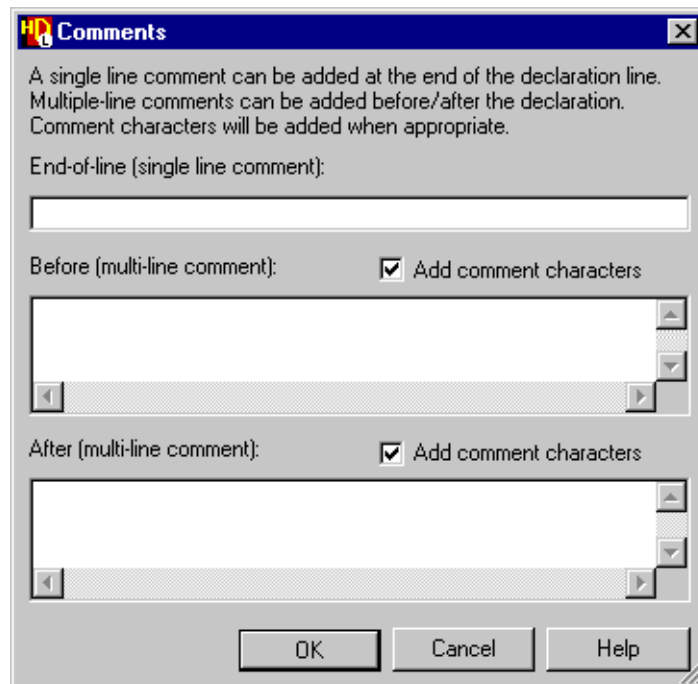 HD L Comments
A single line comment can be added at the end of the declaration line.
Multiple-line comments can be added before/after the declaration.
Comment characters will be added when appropriate.
End-of-line (single line comment):
Before (multi-line comment): Add comment characters
After (multi-line comment): Add comment characters
OK Cancel Help